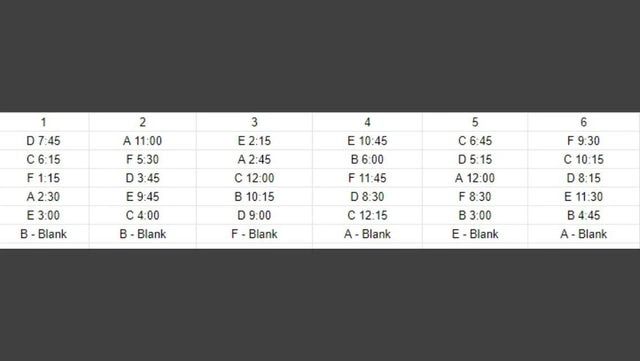 1 2 3 4 5 6
D 7:45 A 11:00 E 2:15 E 10:45 C 6:45 F 9:30
C 6:15 F 5:30 A 2:45 B 6:00 D 5:15 C 10:15
F 1:15 D 3:45 C 12:00 F 11:45 A 12:00 D 8:15
A 2:30 E 9:45 B 10:15 D 8:30 F 8:30 E 11:30
E 3:00 C 4:00 D 9:00 C 12:15 B 3:00 B 4:45
B - Blank B - Blank F - Blank A - Blank E - Blank A - Blank